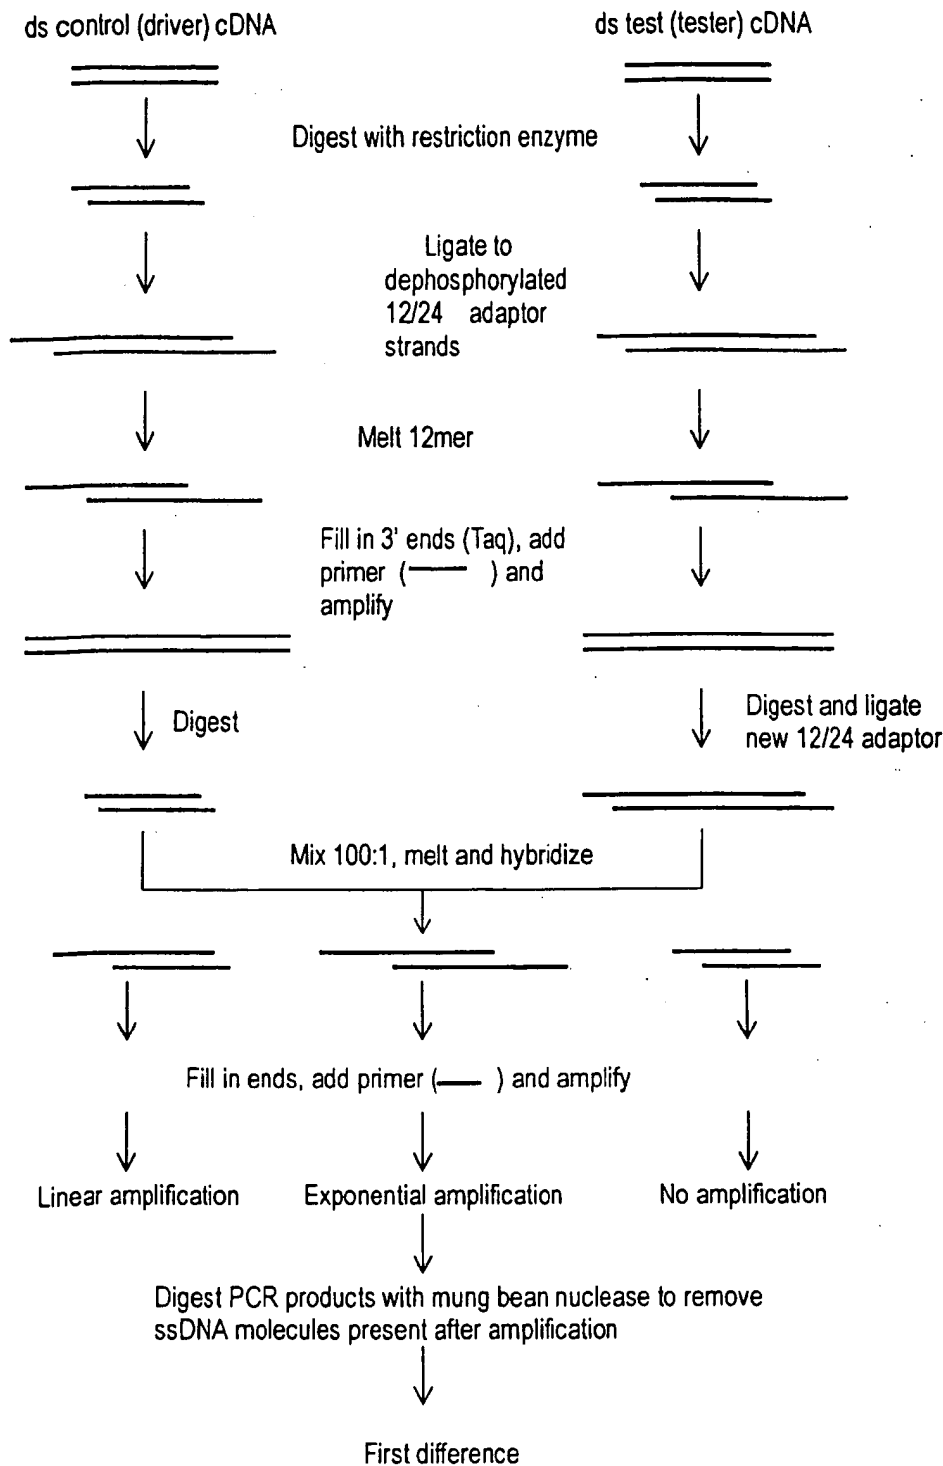 ds control (driver) cDNA
ds test (tester) cDNA
Digest with restriction enzyme
Ligate to
dephosphorylated
12/24 adaptor
strands
Melt 12mer
Fill in 3' ends (Taq), add
primer ( ) and
amplify
Digest
Digest and ligate
new 12/24 adaptor
Mix 100:1, melt and hybridize
Fill in ends, add primer ( ) and amplify
Linear amplification
Exponential amplification
No amplification
Digest PCR products with mung bean nuclease to remove
ssDNA molecules present after amplification
First difference